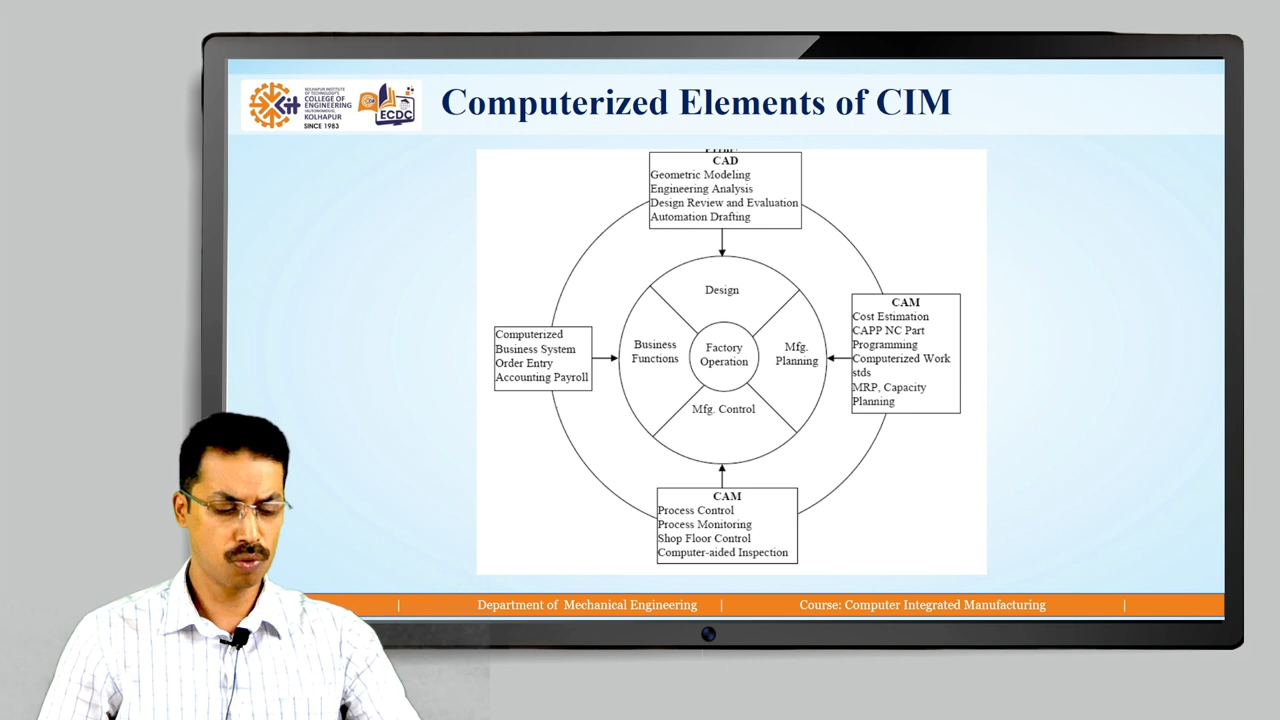 KOLHAPUR INSTITUTE
OF TECHNOLOGY'S
COLLEGE OF
ENGINEERING
(AUTONOMOUS),
KOLHAPUR
SINCE 1983
ECDC
Computerized Elements of CIM
CAD
Geometric Modeling
Engineering Analysis
Design Review and Evaluation
Automation Drafting
Design
Business
Functions
Factory
Operation
Mfg.
Planning
Mfg. Control
Computerized
Business System
Order Entry
Accounting Payroll
CAM
Cost Estimation
CAPP NC Part
Programming
Computerized Work
stds
MRP, Capacity
Planning
CAM
Process Control
Process Monitoring
Shop Floor Control
Computer-aided Inspection
| Department of Mechanical Engineering | Course: Computer Integrated Manufacturing |